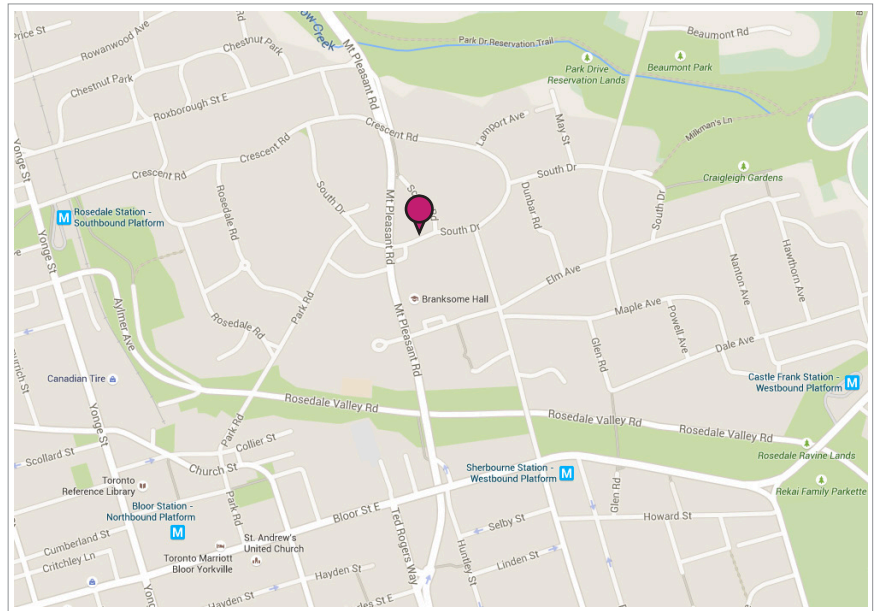 Price St
Rowanwood Ave
Chestnut Park
Chestnut Park
Roxborough St E
ow Creek
Mt Pleasant Rd
Park Dr Reservation Trail
Park Drive
Reservation Lands
Beaumont Rd
Beaumont Park
Milkman's Ln
Craigleigh Gardens
Yonge St
Crescent Rd
Crescent Rd
Crescent Rd
Lamport Ave
May St
South Dr
South Dr
South Dr
South Dr
Dunbar Rd
Rosedale Rd
Mt Pleasant Rd
Rosedale Station -
Southbound Platform
M
Yonge St
Aylmer Ave
Park Rd
Rosedale Rd
Branksome Hall
Mt Pleasant Rd
Elm Ave
Maple Ave
Glen Rd
Powell Ave
Nanton Ave
Hawthorn Ave
Dale Ave
Castle Frank Station -
Westbound Platform
M
Canadian Tire
Yonge St
Rosedale Valley Rd
Rosedale Valley Rd
Rosedale Valley Rd
Rosedale Ravine Lands
Rekai Family Parkette
Scollard St
Park Rd
Collier St
Church St
Toronto
Reference Library
Bloor Station -
Northbound Platform
M
Park Rd
Sherbourne Station -
Westbound Platform
M
Glen Rd
Bloor St E
Howard St
Selby St
Linden St
Huntley St
Ted Rogers Way
Cumberland St
Critchley Ln
Toronto Marriott
Bloor Yorkville
St. Andrew's
United Church
Hayden St
Hayden St
les St E